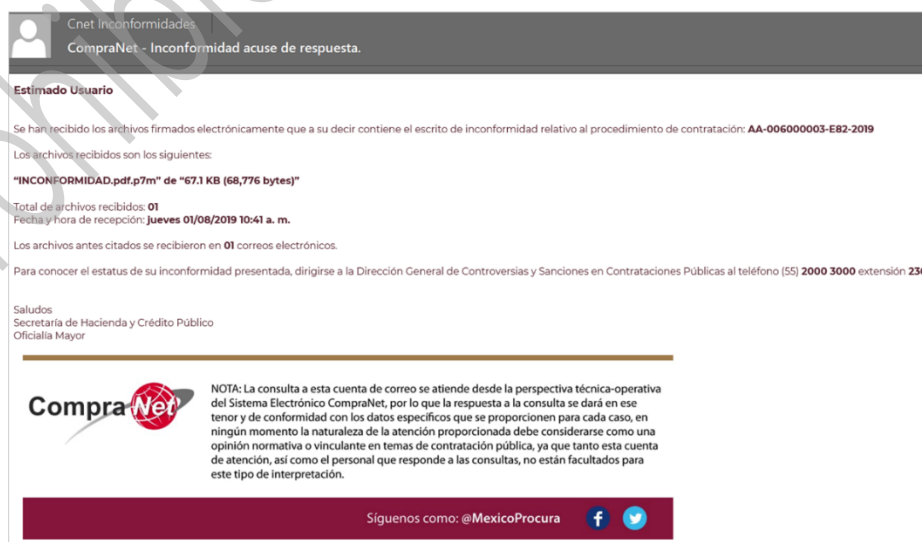 Cnet Inconformidades
CompraNet - Inconformidad acuse de respuesta.
Estimado Usuario
Se han recibido los archivos firmados electrónicamente que a su decir contiene el escrito de inconformidad relativo al procedimiento de contratación: AA-006000003-E82-2019
Los archivos recibidos son los siguientes:
"INCONFORMIDAD.pdf.p7m" de "67.1 KB (68,776 bytes)"
Total de archivos recibidos: 01
Fecha y hora de recepción: jueves 01/08/2019 10:41 a. m.
Los archivos antes citados se recibieron en 01 correos electrónicos.
Para conocer el estatus de su inconformidad presentada, dirigirse a la Dirección General de Controversias y Sanciones en Contrataciones Públicas al teléfono (55) 2000 3000 extensión
Saludos
Secretaría de Hacienda y Crédito Público
Oficialía Mayor
CompraNet
NOTA: La consulta a esta cuenta de correo se atiende desde la perspectiva técnica-operativa
del Sistema Electrónico CompraNet, por lo que la respuesta a la consulta se dará en ese
tenor y de conformidad con los datos específicos que se proporcionen para cada caso, en
ningún momento la naturaleza de la atención proporcionada debe considerarse como una
opinión normativa o vinculante en temas de contratación pública, ya que tanto esta cuenta
de atención, así como el personal que responde a las consultas, no están facultados para
este tipo de interpretación.
Síguenos como: @MexicoProcura